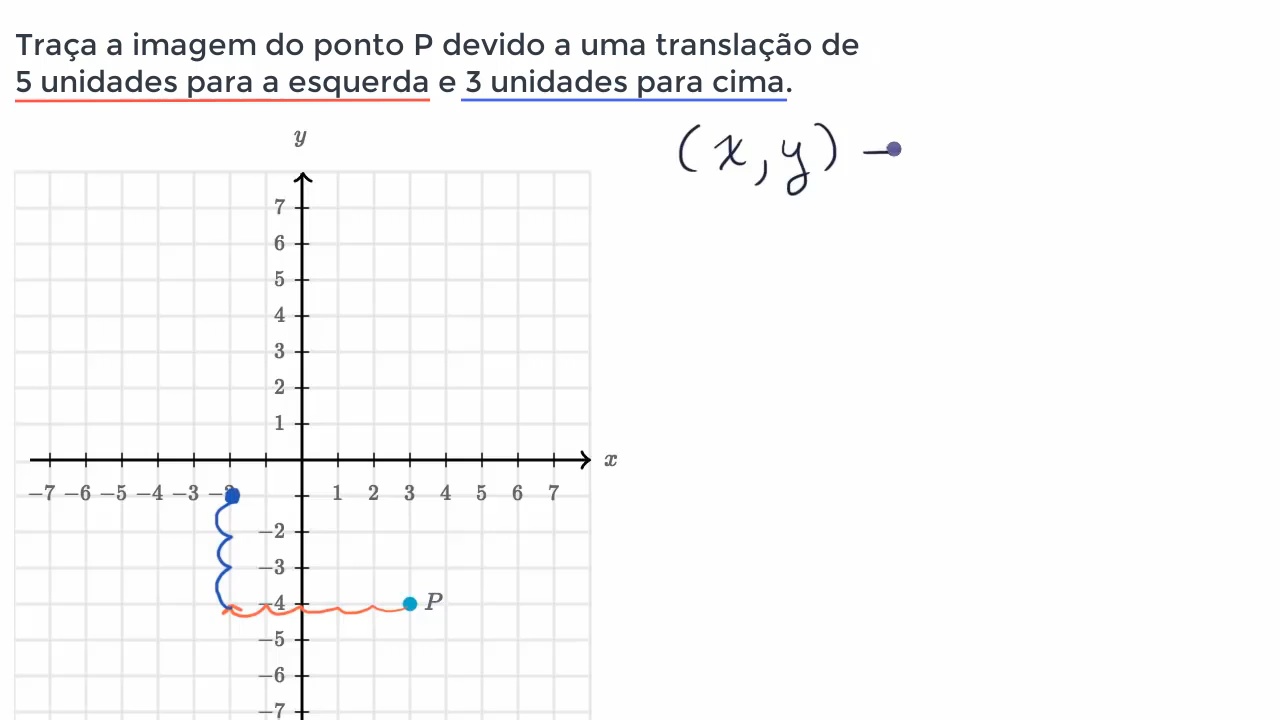 Traça a imagem do ponto P devido a uma translação de
5 unidades para a esquerda e 3 unidades para cima.
(x, y) –
y
7
6
5
4
3
2
1
x
−7 −6 −5 −4 −3 −2 1 2 3 4 5 6 7
−2
−3
−4 P
−5
−6
−7